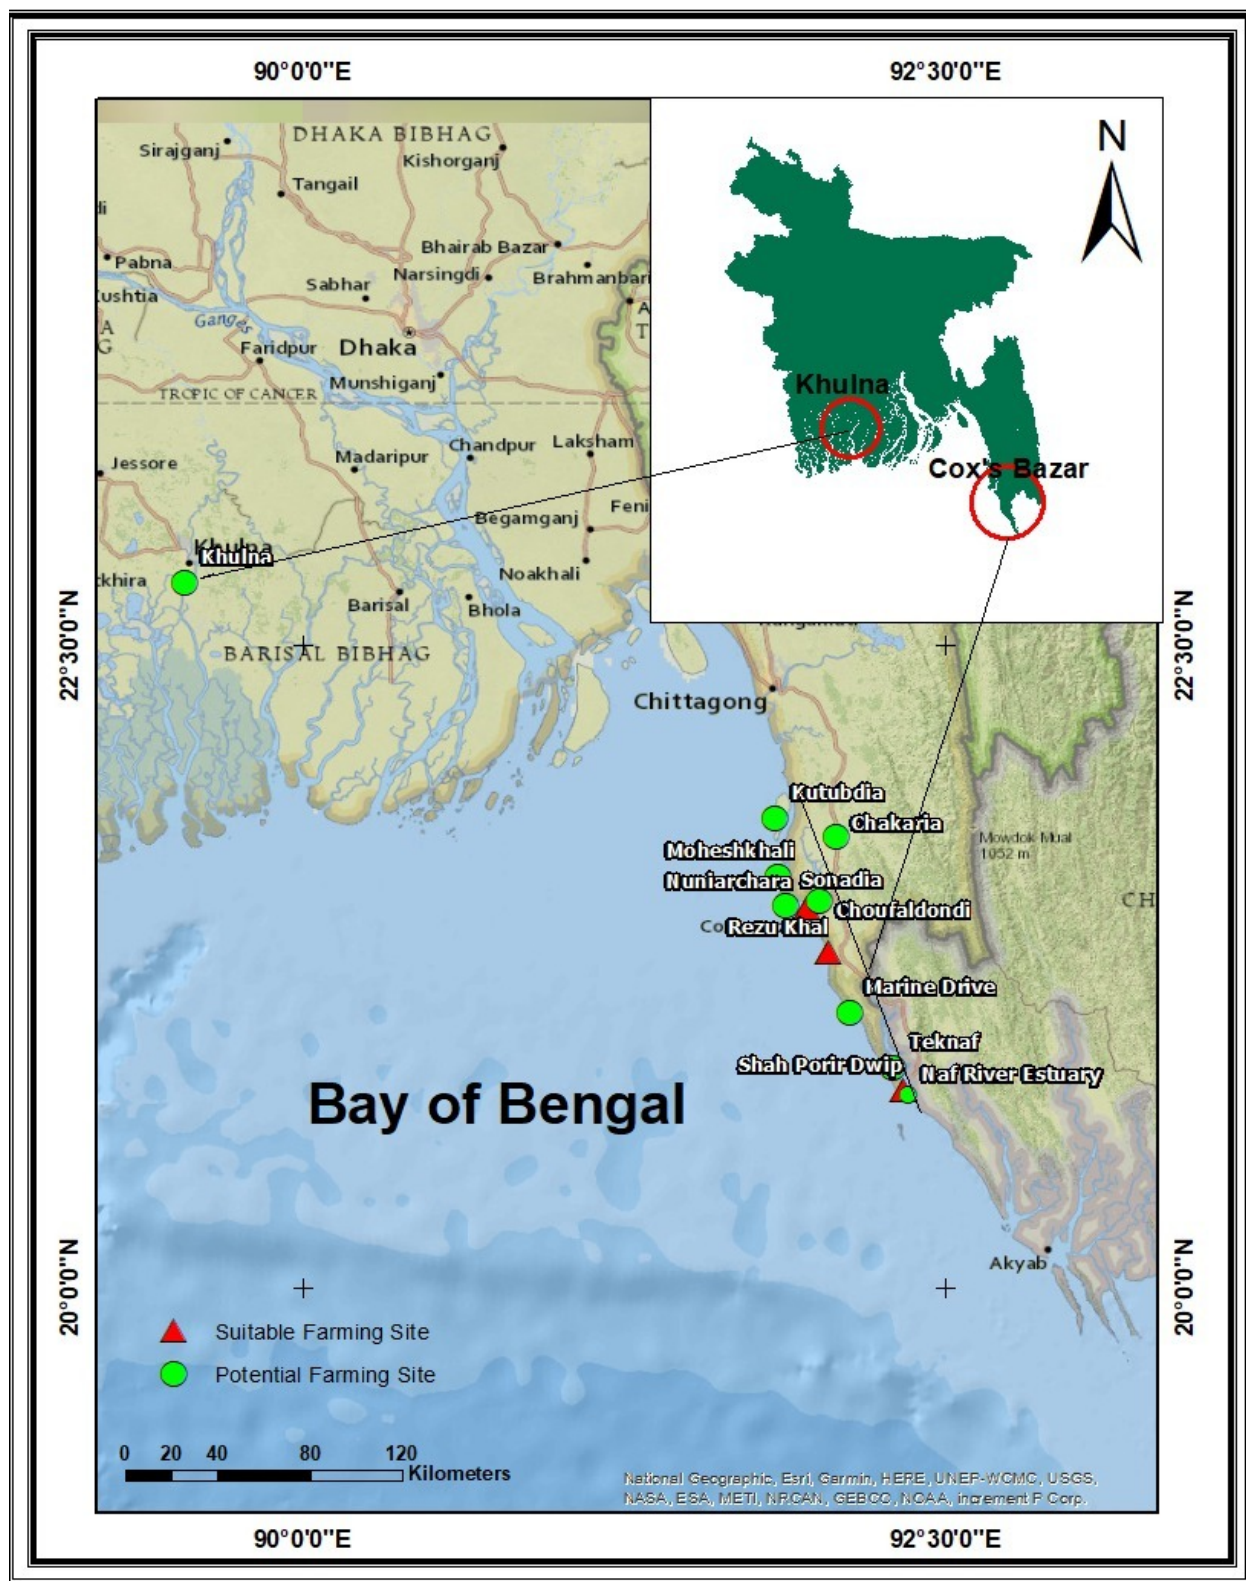 90°0'0"E
92°30'0"E
DHAKA BIBHAG
Sirajganj
Kishorganj
Tangail
N
di
Bhairab Bazar
Pabna
Narsingdi
Brahmanbari
Sabhar
Kushtia
Ganges
A
G
A
T
Faridpur
Dhaka
Munshiganj
Khulna
TROPIC OF CANCER
Chandpur
Laksham
Jessore
Madaripur
Cox's Bazar
Begamganj
Feni
Khulna
Khulna
Noakhali
tkhira
Barisal
Bhola
22°30'0"N
22°30'0"N
BARISAL BIBHAG
Chittagong
Kutubdia
Chakaria
Mowdok Mual
1052 m
Moheshkhali
Nuniarchara
Sonadia
CH
Choufaldondi
Co
Rezu Khal
Marine Drive
Teknaf
Shah Porir Dwip
Naf River Estuary
Bay of Bengal
Akyab
20°0'0"N
20°0'0"N
Suitable Farming Site
Potential Farming Site
0 20 40 80 120
Kilometers
National Geographic, Esri, Garmin, HERE, UNEP-WCMC, USGS,
NASA, ESA, METI, NRCAN, GEBCO, NOAA, increment P Corp.
90°0'0"E
92°30'0"E